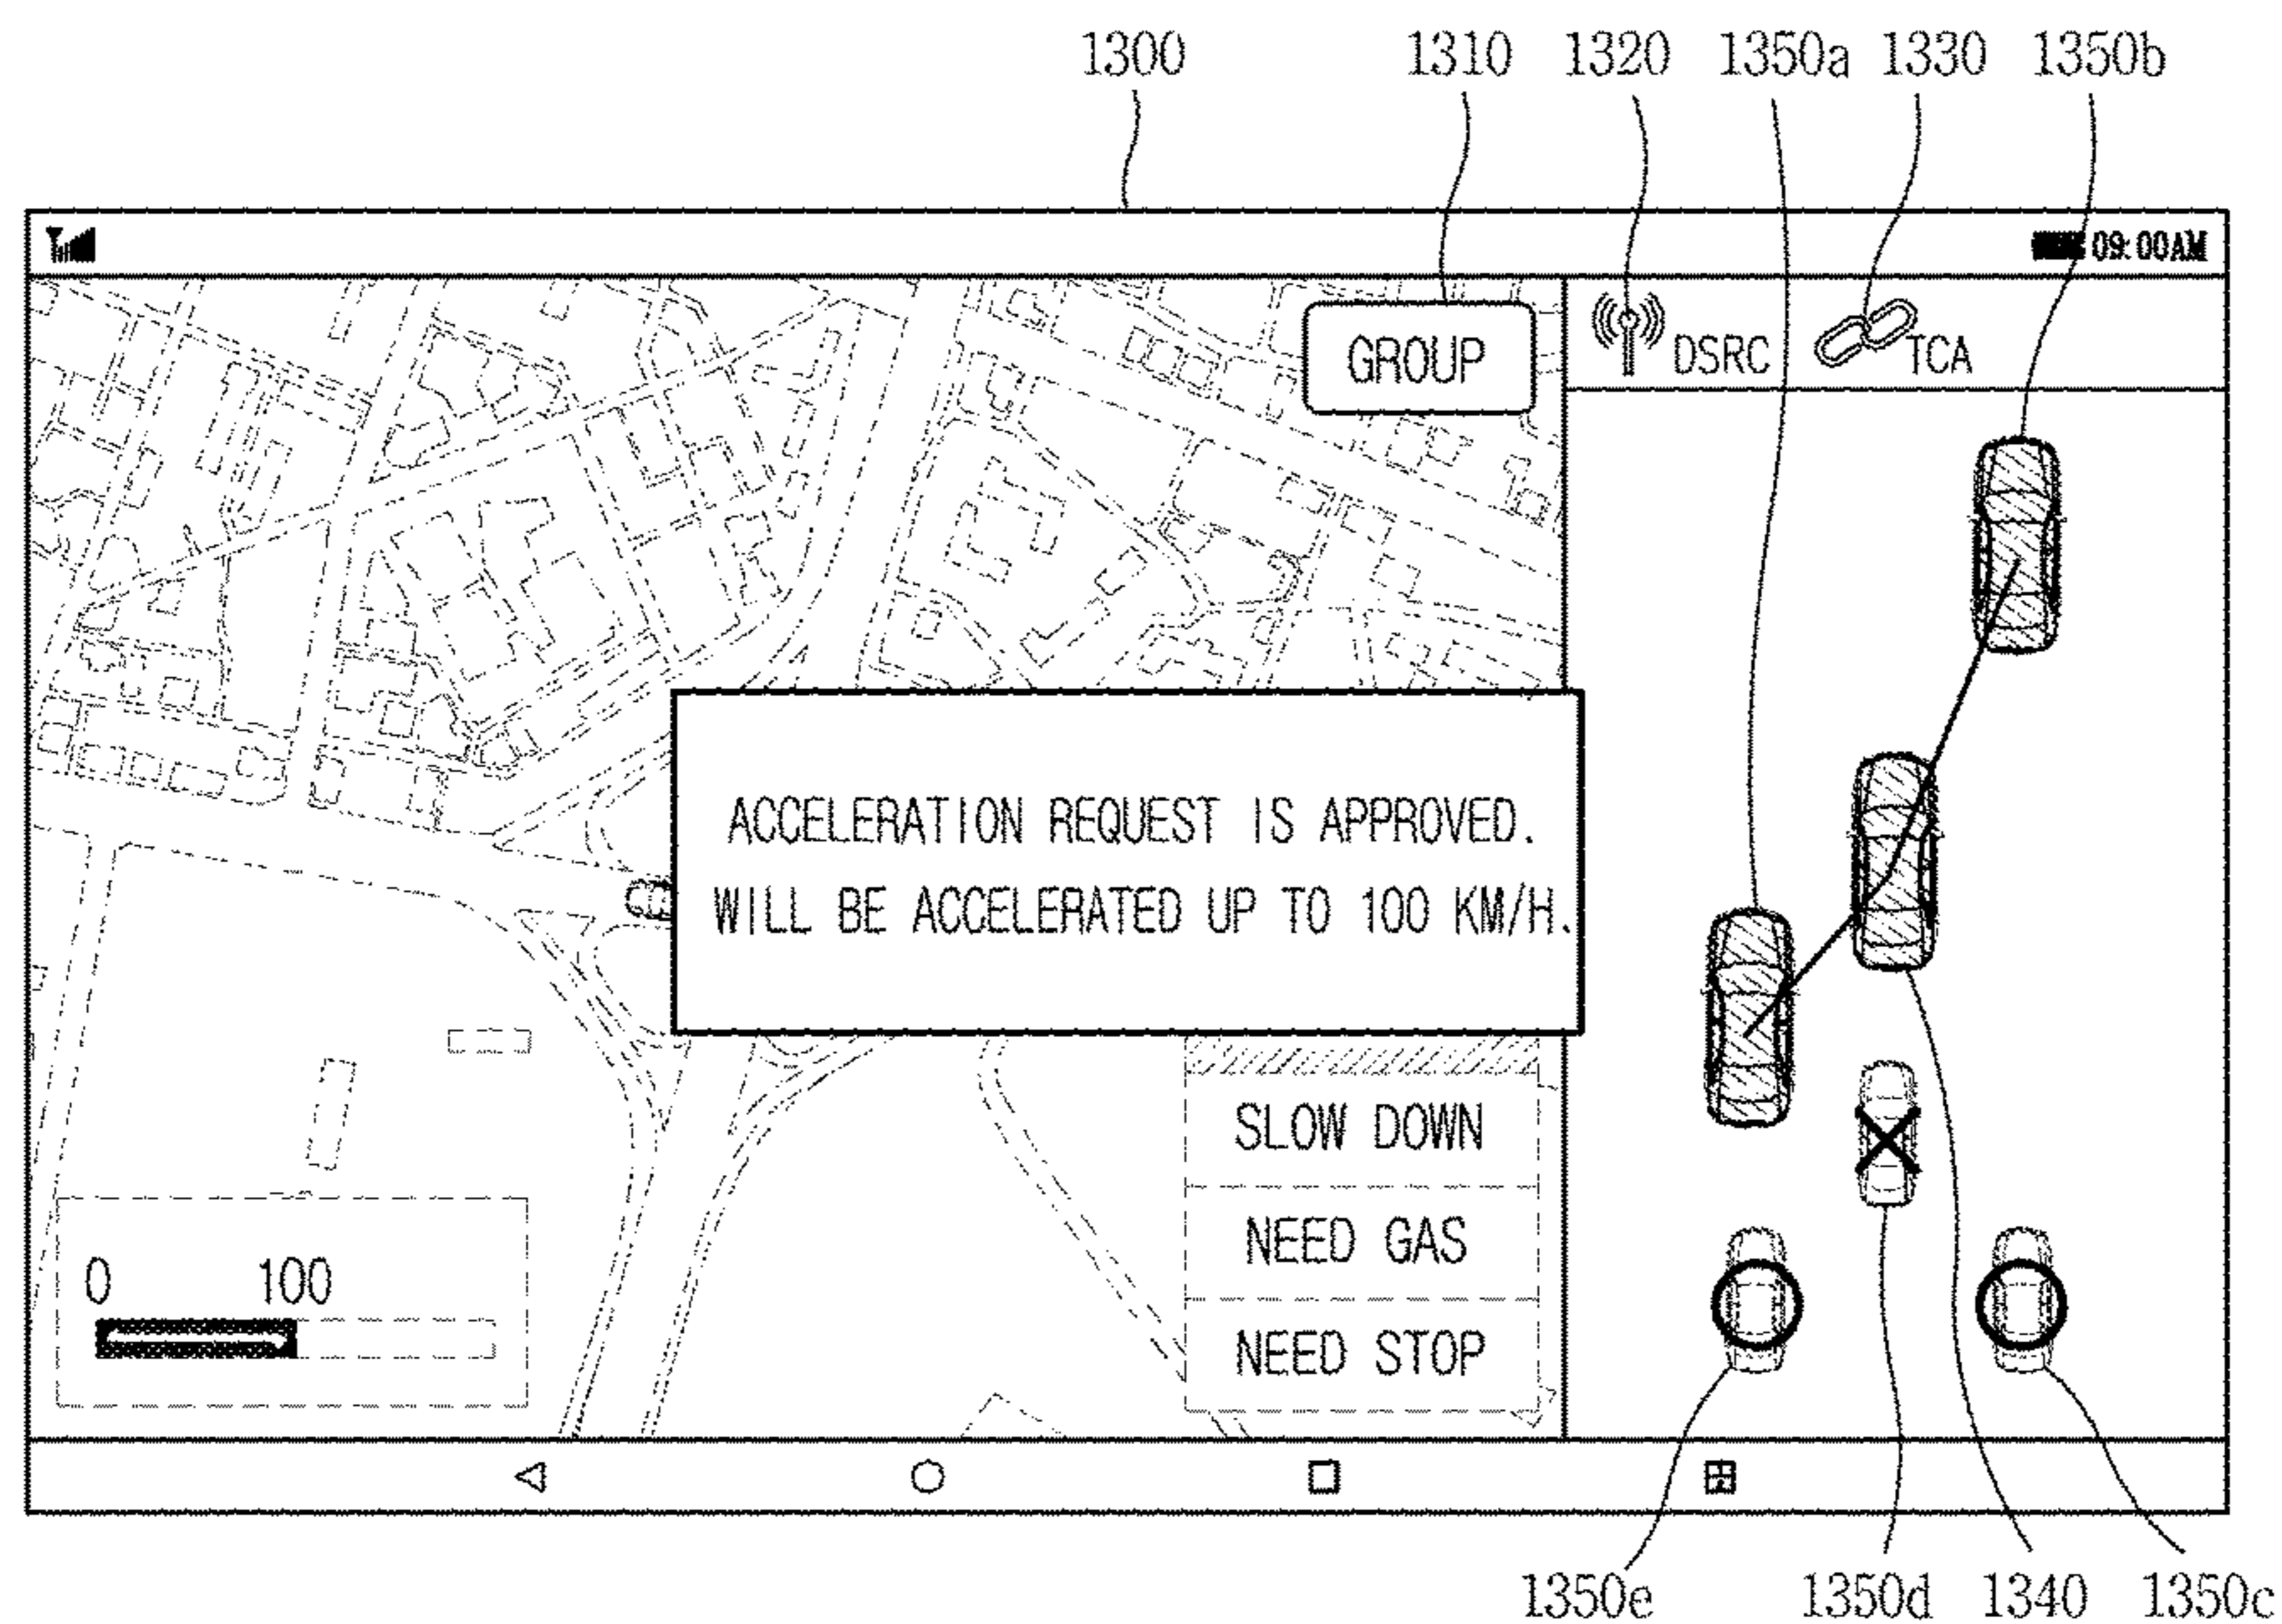 1300 1310 1320 1350a 1330 1350b
09:00AM
GROUP
DSRC TCA
ACCELERATION REQUEST IS APPROVED.
WILL BE ACCELERATED UP TO 100 KM/H.
SLOW DOWN
NEED GAS
NEED STOP
0 100
1350e 1350d 1340 1350c